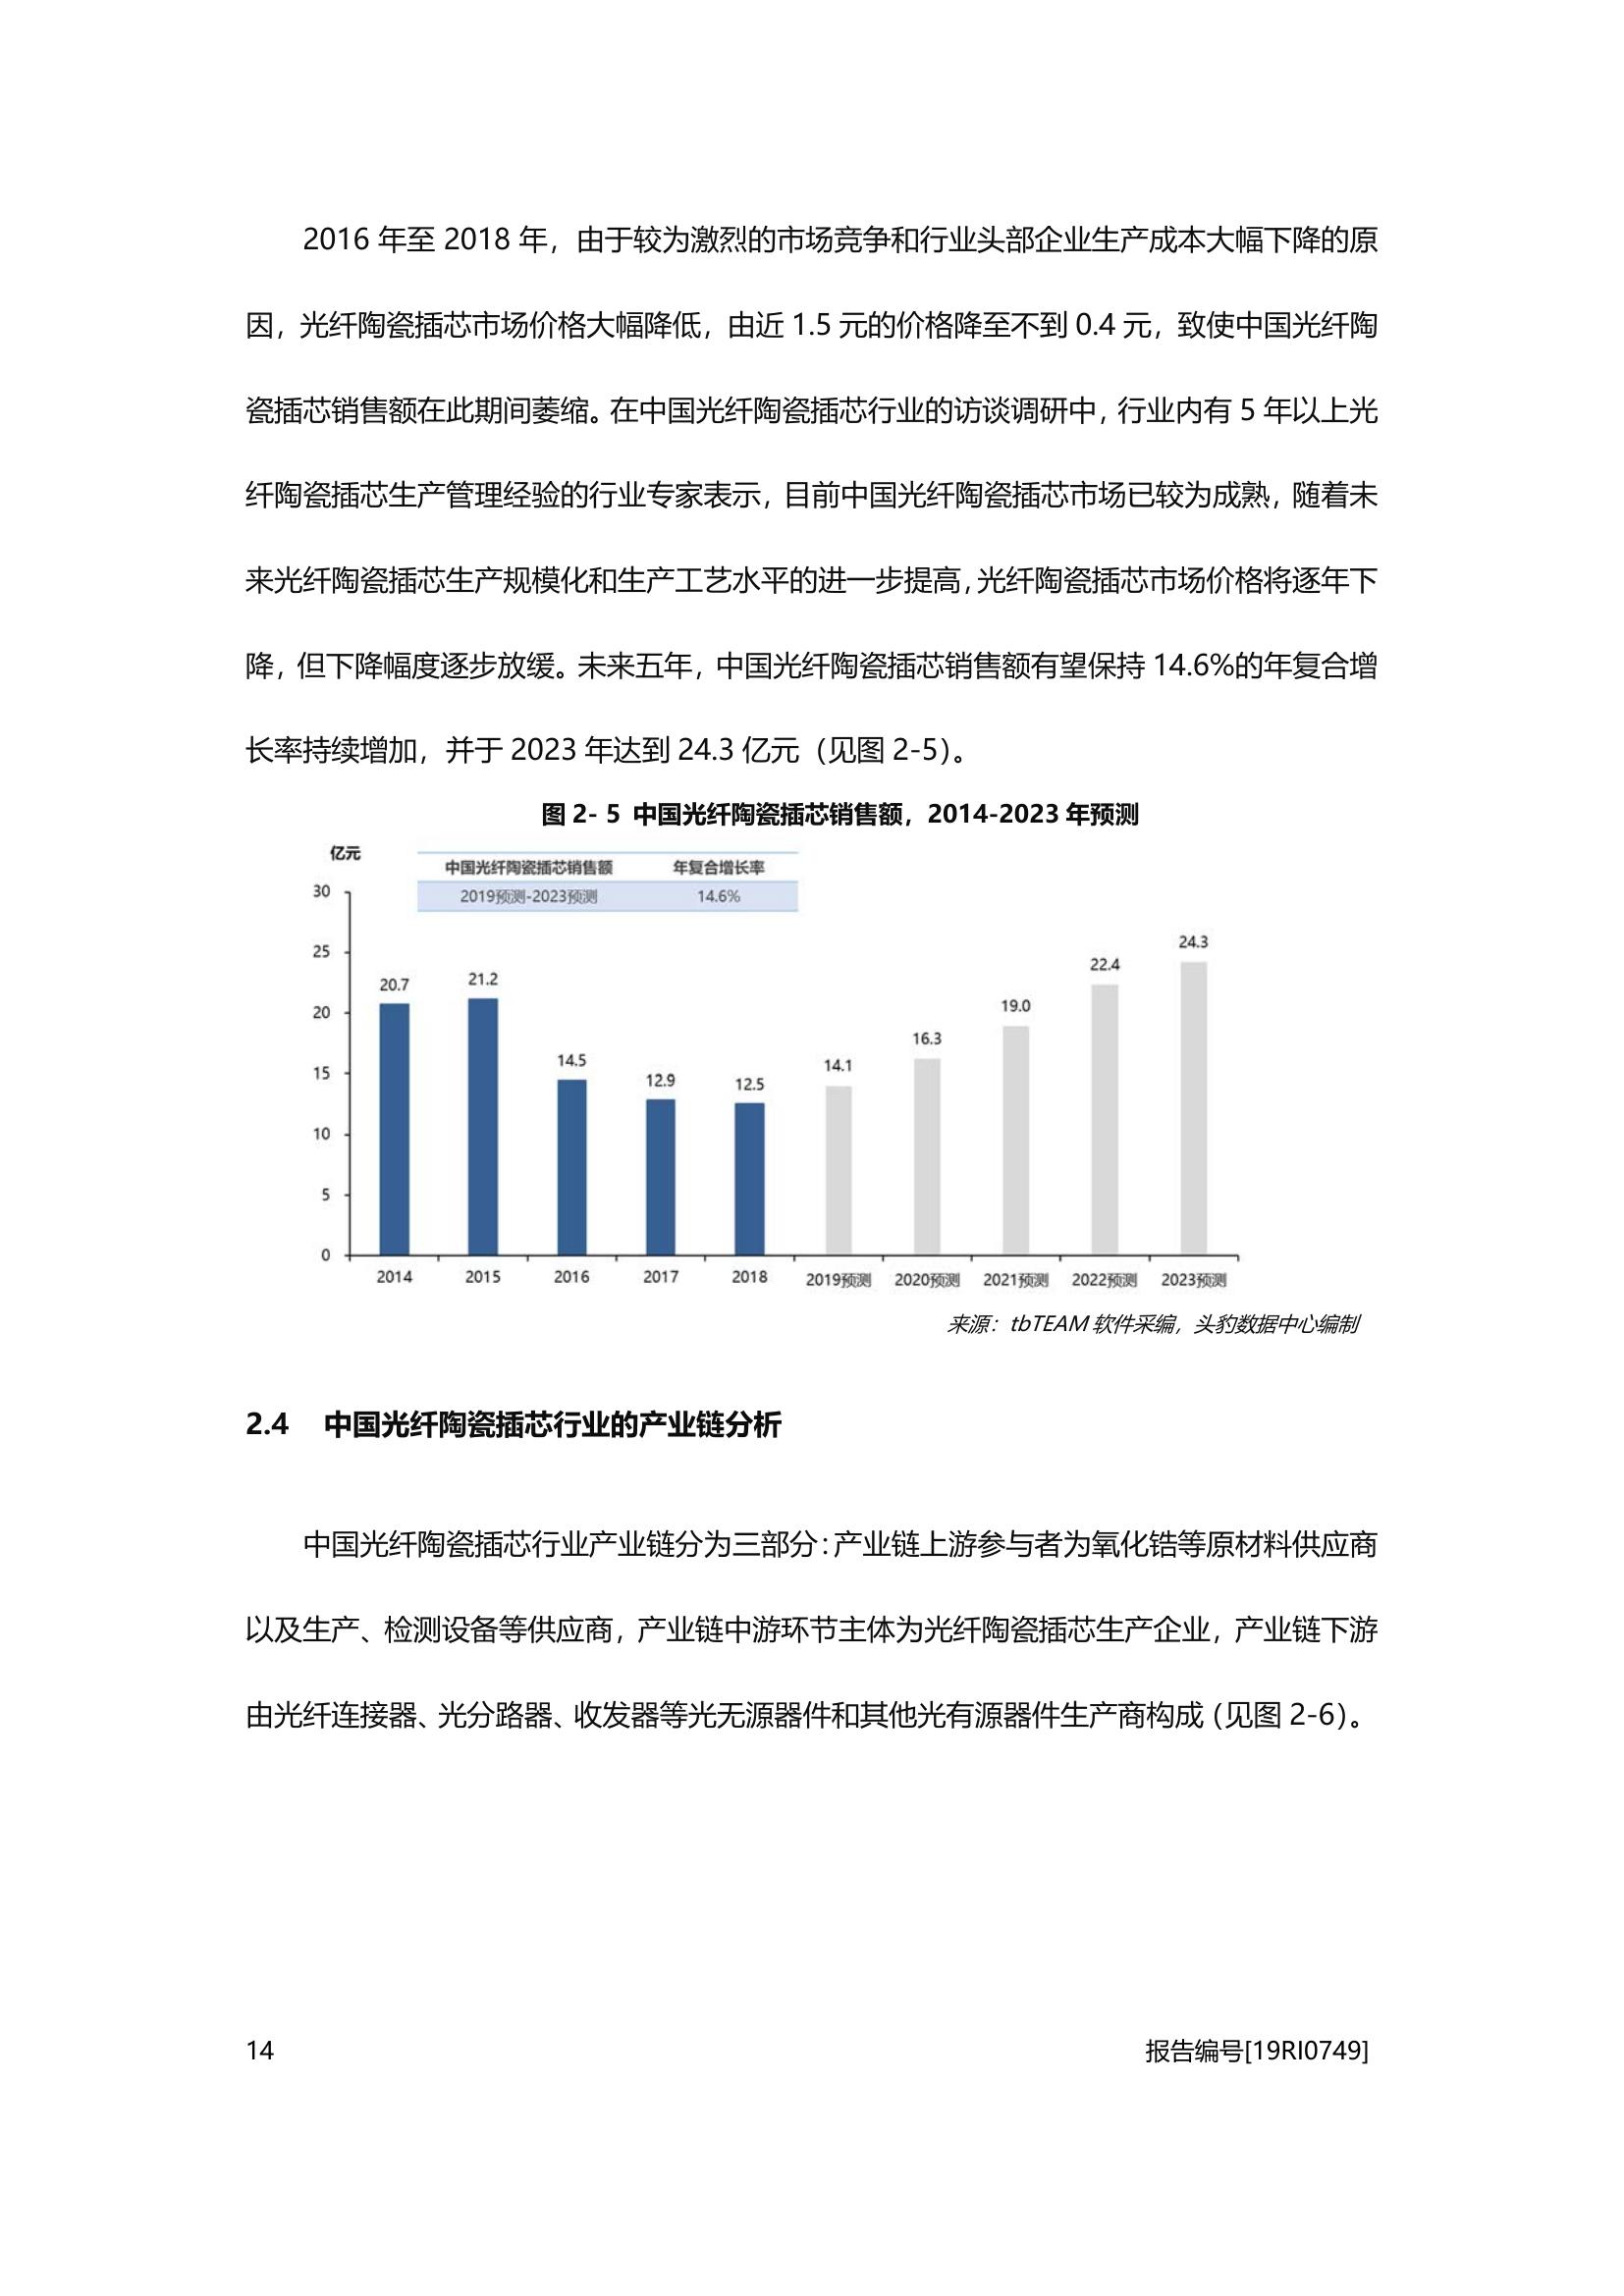 2016 年至 2018 年，由于较为激烈的市场竞争和行业头部企业生产成本大幅下降的原
因，光纤陶瓷插芯市场价格大幅降低，由近 1.5 元的价格降至不到 0.4 元，致使中国光纤陶
瓷插芯销售额在此期间萎缩。在中国光纤陶瓷插芯行业的访谈调研中，行业内有 5 年以上光
纤陶瓷插芯生产管理经验的行业专家表示，目前中国光纤陶瓷插芯市场已较为成熟，随着未
来光纤陶瓷插芯生产规模化和生产工艺水平的进一步提高，光纤陶瓷插芯市场价格将逐年下
降，但下降幅度逐步放缓。未来五年，中国光纤陶瓷插芯销售额有望保持 14.6%的年复合增
长率持续增加，并于 2023 年达到 24.3 亿元（见图 2-5）。
图 2- 5 中国光纤陶瓷插芯销售额，2014-2023 年预测
亿元
中国光纤陶瓷插芯销售额 年复合增长率
2019预测-2023预测 14.6%
30
25
20
15
10
5
0
20.7 21.2 14.5 12.9 12.5 14.1 16.3 19.0 22.4 24.3
2014 2015 2016 2017 2018 2019预测 2020预测 2021预测 2022预测 2023预测
来源：tbTEAM 软件采编，头豹数据中心编制
2.4 中国光纤陶瓷插芯行业的产业链分析
中国光纤陶瓷插芯行业产业链分为三部分：产业链上游参与者为氧化锆等原材料供应商
以及生产、检测设备等供应商，产业链中游环节主体为光纤陶瓷插芯生产企业，产业链下游
由光纤连接器、光分路器、收发器等光无源器件和其他光有源器件生产商构成（见图 2-6）。
14 报告编号[19RI0749]